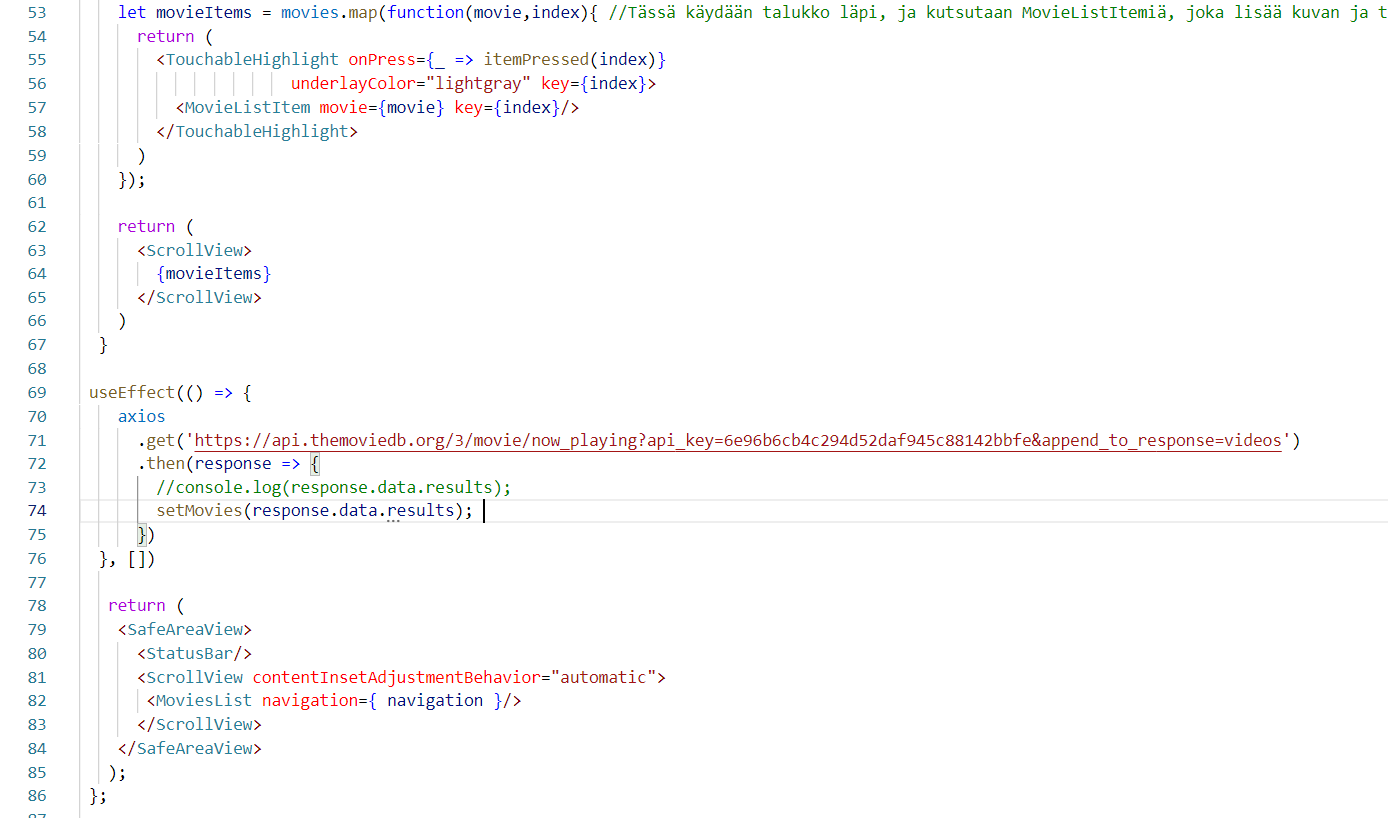 53 let movieItems = movies.map(function(movie,index){ //Tässä käydään talukko läpi, ja kutsutaan MovieListItemiä, joka lisää kuvan ja t
54 return (
55 <TouchableHighlight onPress={_ => itemPressed(index)}
56 underlayColor="lightgray" key={index}>
57 <MovieListItem movie={movie} key={index}/>
58 </TouchableHighlight>
59 )
60 });
61
62 return (
63 <ScrollView>
64 {movieItems}
65 </ScrollView>
66 )
67 }
68
69 useEffect(() => {
70 axios
71 .get('https://api.themoviedb.org/3/movie/now_playing?api_key=6e96b6cb4c294d52daf945c88142bbfe&append_to_response=videos')
72 .then(response => {
73 //console.log(response.data.results);
74 setMovies(response.data.results);
75 })
76 }, [])
77
78 return (
79 <SafeAreaView>
80 <StatusBar/>
81 <ScrollView contentInsetAdjustmentBehavior="automatic">
82 <MoviesList navigation={ navigation }/>
83 </ScrollView>
84 </SafeAreaView>
85 );
86 };
87